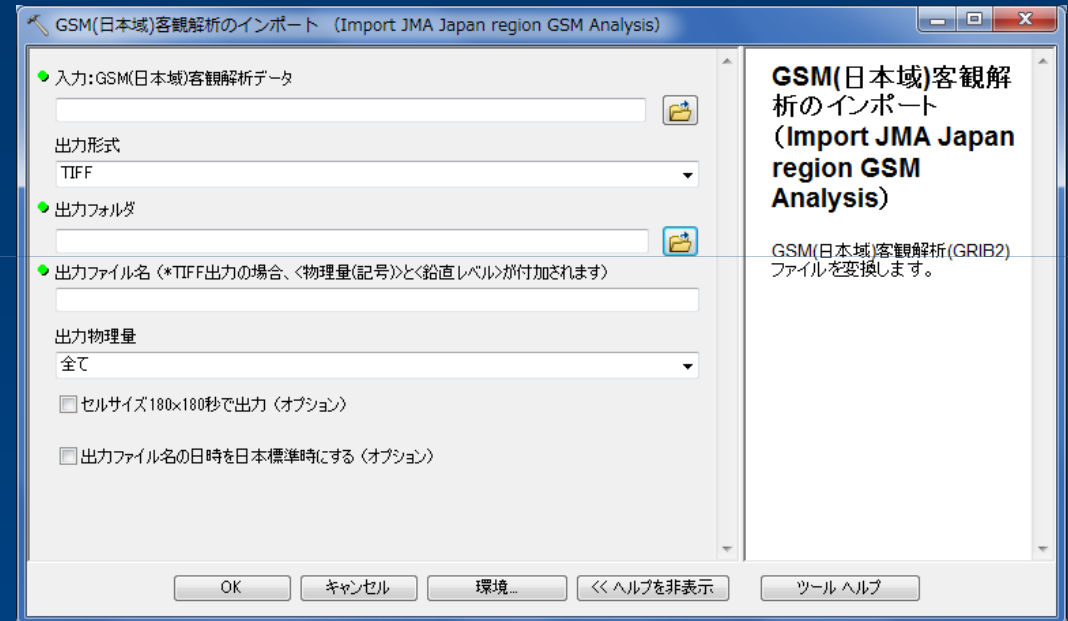 GSM(日本域)客観解析のインポート （Import JMA Japan region GSM Analysis）
入力:GSM(日本域)客観解析データ
出力形式
TIFF
出力フォルダ
出力ファイル名（*TIFF出力の場合、<物理量(記号)>と<鉛直レベル>が付加されます）
出力物理量
全て
セルサイズ180×180秒で出力（オプション）
出力ファイル名の日時を日本標準時にする（オプション）
OK
キャンセル
環境...
<< ヘルプを非表示
GSM(日本域)客観解
析のインポート
（Import JMA Japan
region GSM
Analysis）
GSM(日本域)客観解析(GRIB2)
ファイルを変換します。
ツール ヘルプ